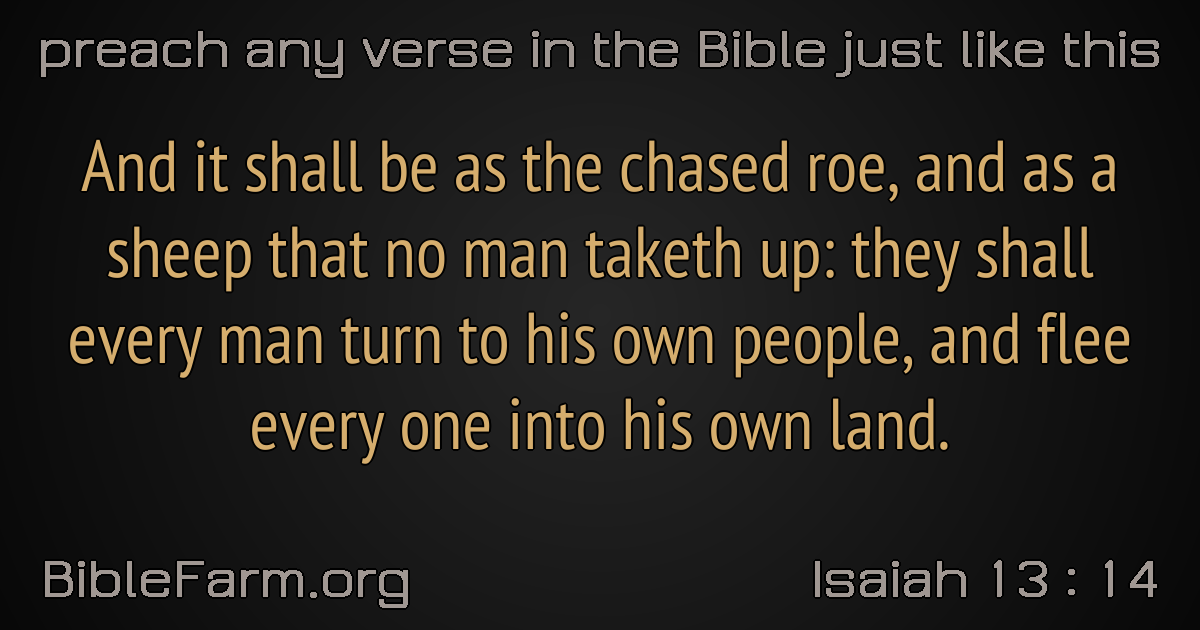 preach any verse in the Bible just like this
And it shall be as the chased roe, and as a
sheep that no man taketh up: they shall
every man turn to his own people, and flee
every one into his own land.
BibleFarm.org
Isaiah 13 : 14